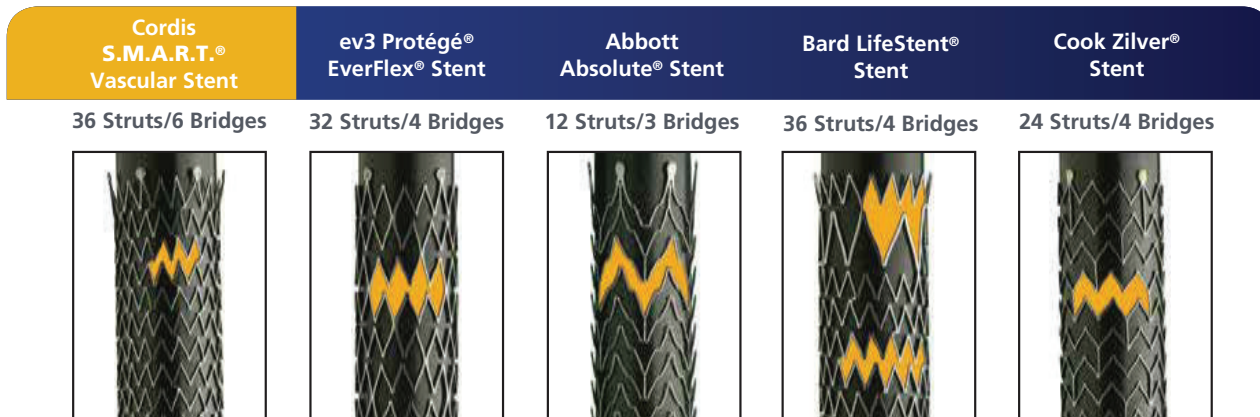 Cordis
S.M.A.R.T.®
Vascular Stent
ev3 Protégé®
EverFlex® Stent
Abbott
Absolute® Stent
Bard LifeStent®
Stent
Cook Zilver®
Stent
36 Struts/6 Bridges
32 Struts/4 Bridges
12 Struts/3 Bridges
36 Struts/4 Bridges
24 Struts/4 Bridges